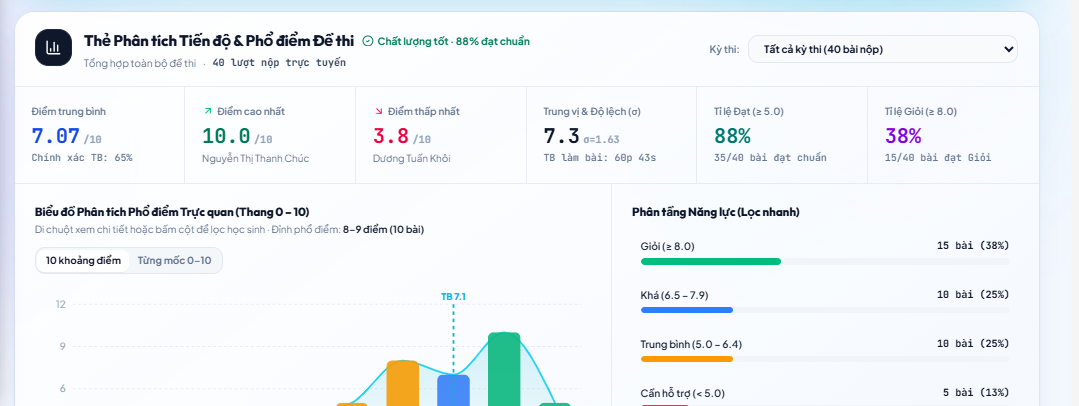 Thẻ Phân tích Tiến độ & Phổ điểm Đề thi
Chất lượng tốt · 88% đạt chuẩn
Tổng hợp toàn bộ đề thi · 40 lượt nộp trực tuyến
Kỳ thi:
Tất cả kỳ thi (40 bài nộp)
Điểm trung bình
7.07 /10
Chính xác TB: 65%
Điểm cao nhất
10.0 /10
Nguyễn Thị Thanh Chúc
Điểm thấp nhất
3.8 /10
Dương Tuấn Khôi
Trung vị & Độ lệch (σ)
7.3 σ=1.63
TB làm bài: 60p 43s
Tỉ lệ Đạt (≥ 5.0)
88%
35/40 bài đạt chuẩn
Tỉ lệ Giỏi (≥ 8.0)
38%
15/40 bài đạt Giỏi
Biểu đồ Phân tích Phổ điểm Trực quan (Thang 0 – 10)
Di chuột xem chi tiết hoặc bấm cột để lọc học sinh · Đỉnh phổ điểm: 8–9 điểm (10 bài)
10 khoảng điểm
Từng mốc 0–10
TB 7.1
12
9
6
Phân tầng Năng lực (Lọc nhanh)
Giỏi (≥ 8.0)
15 bài (38%)
Khá (6.5 – 7.9)
10 bài (25%)
Trung bình (5.0 – 6.4)
10 bài (25%)
Cần hỗ trợ (< 5.0)
5 bài (13%)